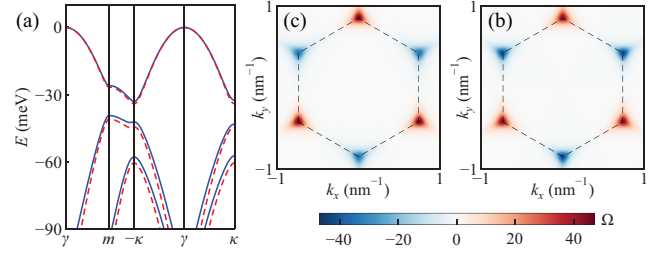 (a)
E (meV)
0
−30
−60
−90
γ
m
−κ
γ
κ
(c)
k_y (nm⁻¹)
1
−1
−1
1
k_x (nm⁻¹)
(b)
k_y (nm⁻¹)
1
−1
−1
1
k_x (nm⁻¹)
−40
−20
0
20
40
Ω